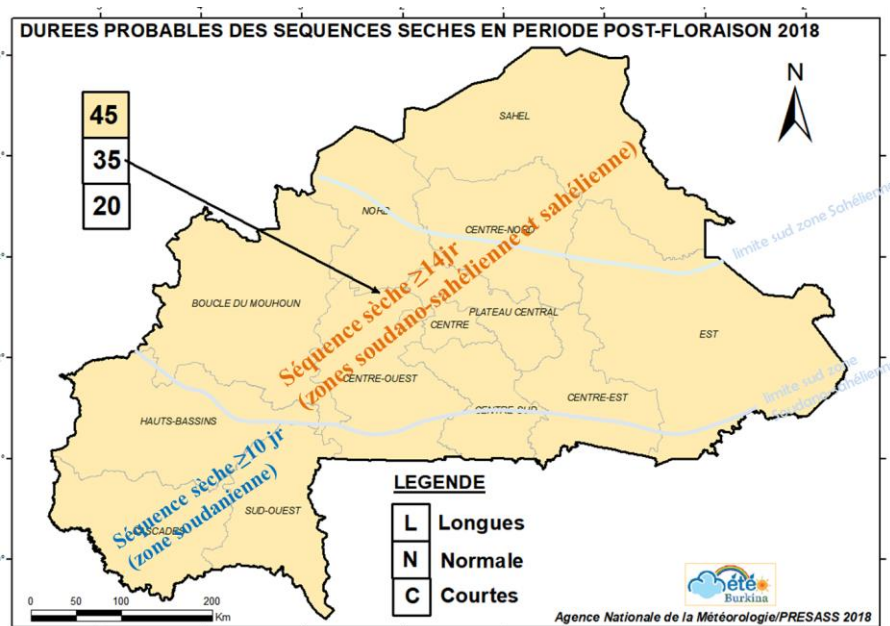 DUREES PROBABLES DES SEQUENCES SECHES EN PERIODE POST-FLORAISON 2018
45
35
20
N
SAHEL
NORD
CENTRE-NORD
limite sud zone Sahélienne
BOUCLE DU MOUHOUN
Séquence sèche ≥14jr
(zones soudano-sahélienne et sahélienne)
CENTRE
PLATEAU CENTRAL
EST
CENTRE-OUEST
CENTRE-SUD
CENTRE-EST
limite sud zone
Soudano-Sahélienne
HAUTS-BASSINS
Séquence sèche ≥10 jr
(zone soudanienne)
CASCADES
SUD-OUEST
LEGENDE
L Longues
N Normale
C Courtes
0 50 100 200
Km
Météo
Burkina
Agence Nationale de la Météorologie/PRESASS 2018